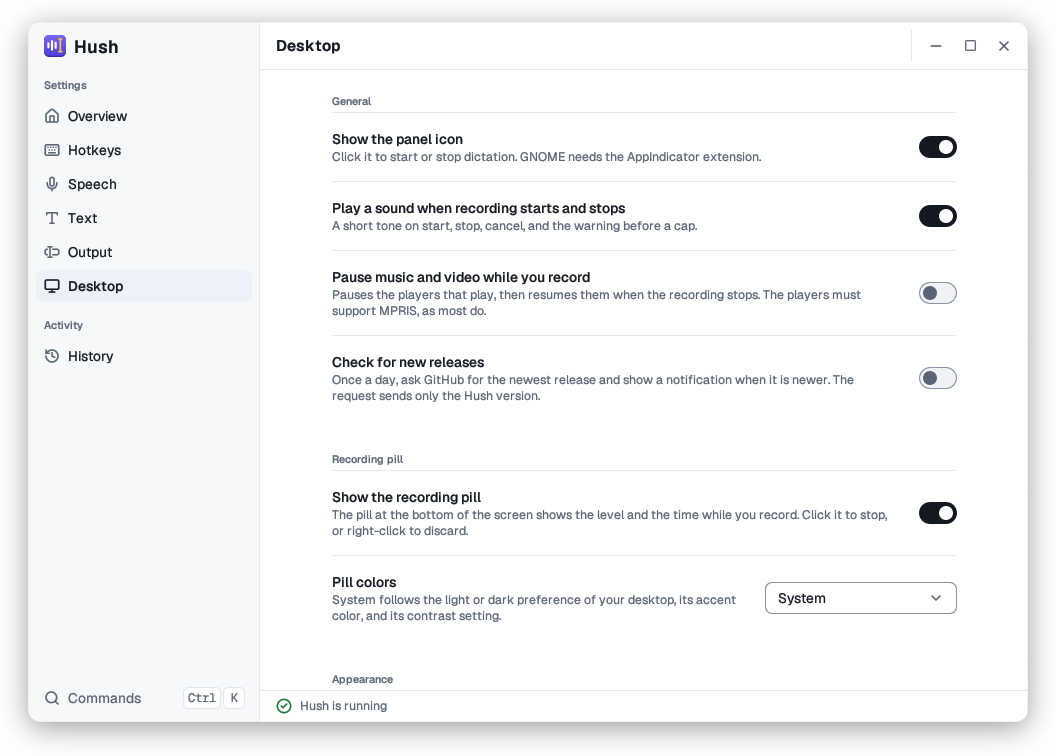 Hush
Settings
Overview
Hotkeys
Speech
Text
Output
Desktop
Activity
History
Commands Ctrl K
Desktop
General
Show the panel icon
Click it to start or stop dictation. GNOME needs the AppIndicator extension.
Play a sound when recording starts and stops
A short tone on start, stop, cancel, and the warning before a cap.
Pause music and video while you record
Pauses the players that play, then resumes them when the recording stops. The players must
support MPRIS, as most do.
Check for new releases
Once a day, ask GitHub for the newest release and show a notification when it is newer. The
request sends only the Hush version.
Recording pill
Show the recording pill
The pill at the bottom of the screen shows the level and the time while you record. Click it to stop,
or right-click to discard.
Pill colors
System follows the light or dark preference of your desktop, its accent
color, and its contrast setting.
System
Appearance
Hush is running